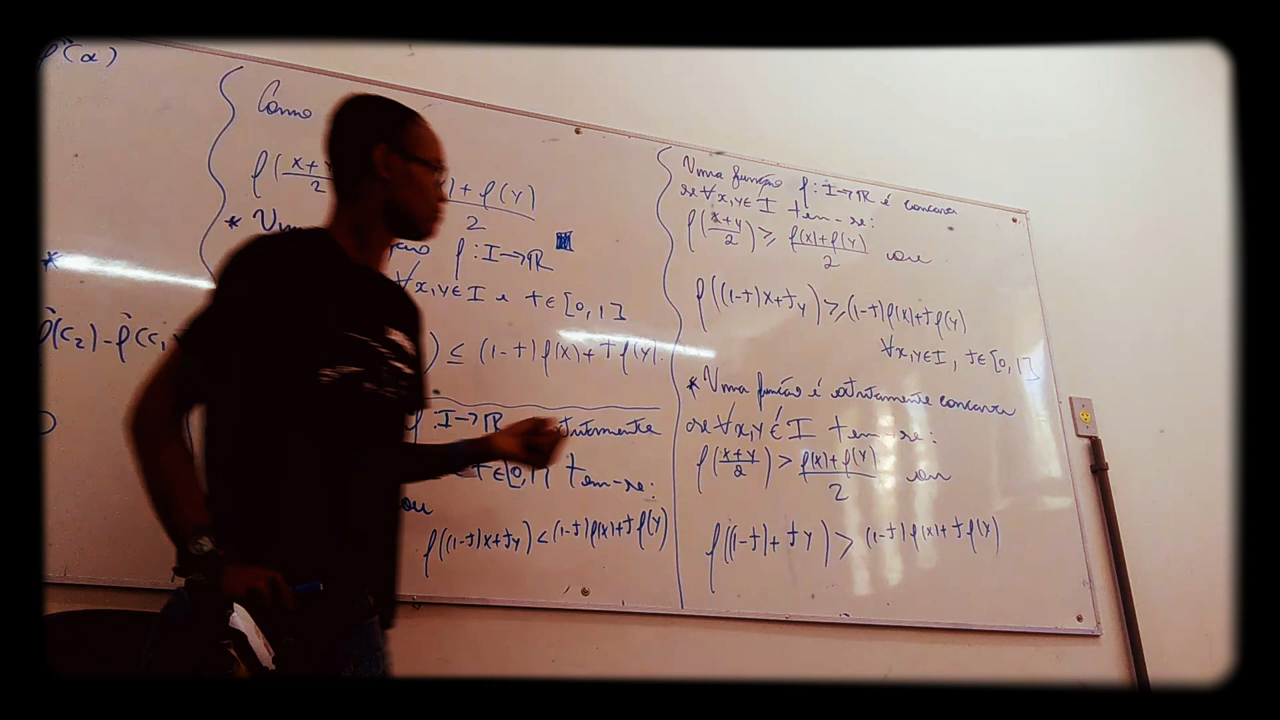 f''(α)
*
f'(c₂)-f'(c₁
Como
f(x+y/2) f(x)+f(y)/2
* Uma função f: I→ℝ
∀x,y∈I e t∈[0,1]
) ≤ (1-t)f(x)+t f(y).
f: I→ℝ estritamente
t∈[0,1] tem-se:
ou
f((1-t)x+ty) < (1-t)f(x)+t f(y)
Uma função f: I→ℝ é concava
se ∀x,y∈I tem-se:
f(x+y/2) ≥ f(x)+f(y)/2 ou
f((1-t)x+ty) ≥ (1-t)f(x)+t f(y)
∀x,y∈I, t∈[0,1]
* Uma função é estritamente concava
se ∀x,y∈I tem-se:
f(x+y/2) > f(x)+f(y)/2 ou
f((1-t)+ty) > (1-t)f(x)+t f(y)